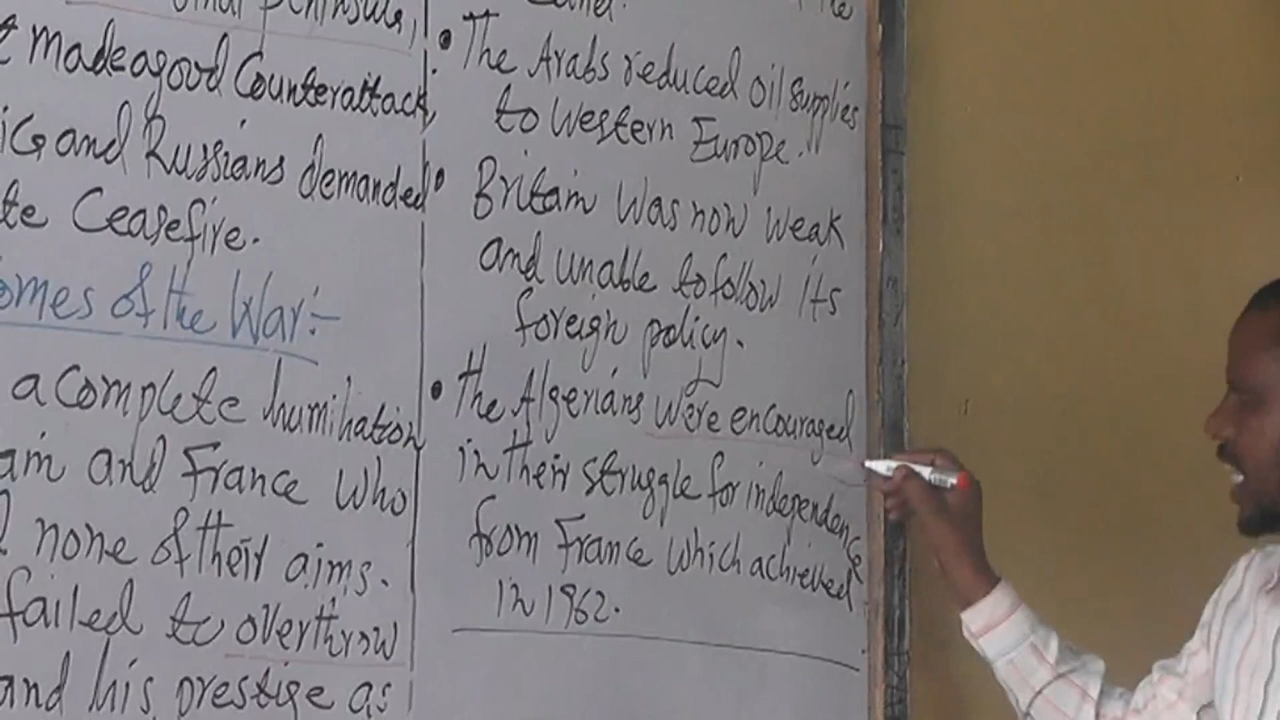 Peninsula,
made a good Counterattack,
and Russians demanded
Ceasefire.
omes of the War:-
a complete humiliation
and France who
none of their aims.
failed to overthrow
and his prestige as
The
• The Arabs reduced oil supplies
to Western Europe.
• Britain was now weak
and unable to follow its
foreign policy.
• The Algerians were encouraged
in their struggle for independence
from France which achieved
in 1962.